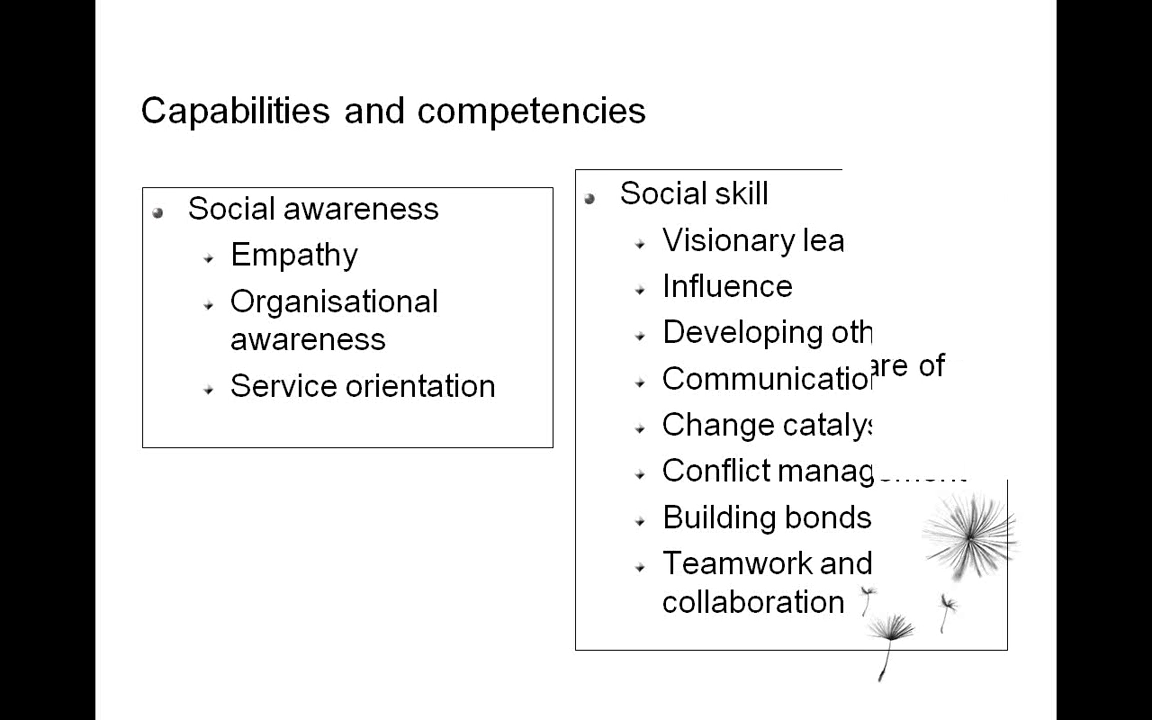 Capabilities and competencies
Social awareness
Empathy
Organisational
awareness
Service orientation
Social skill
Visionary lea
Influence
Developing oth
Communicatio
are of
Change catalys
Conflict management
Building bonds
Teamwork and
collaboration